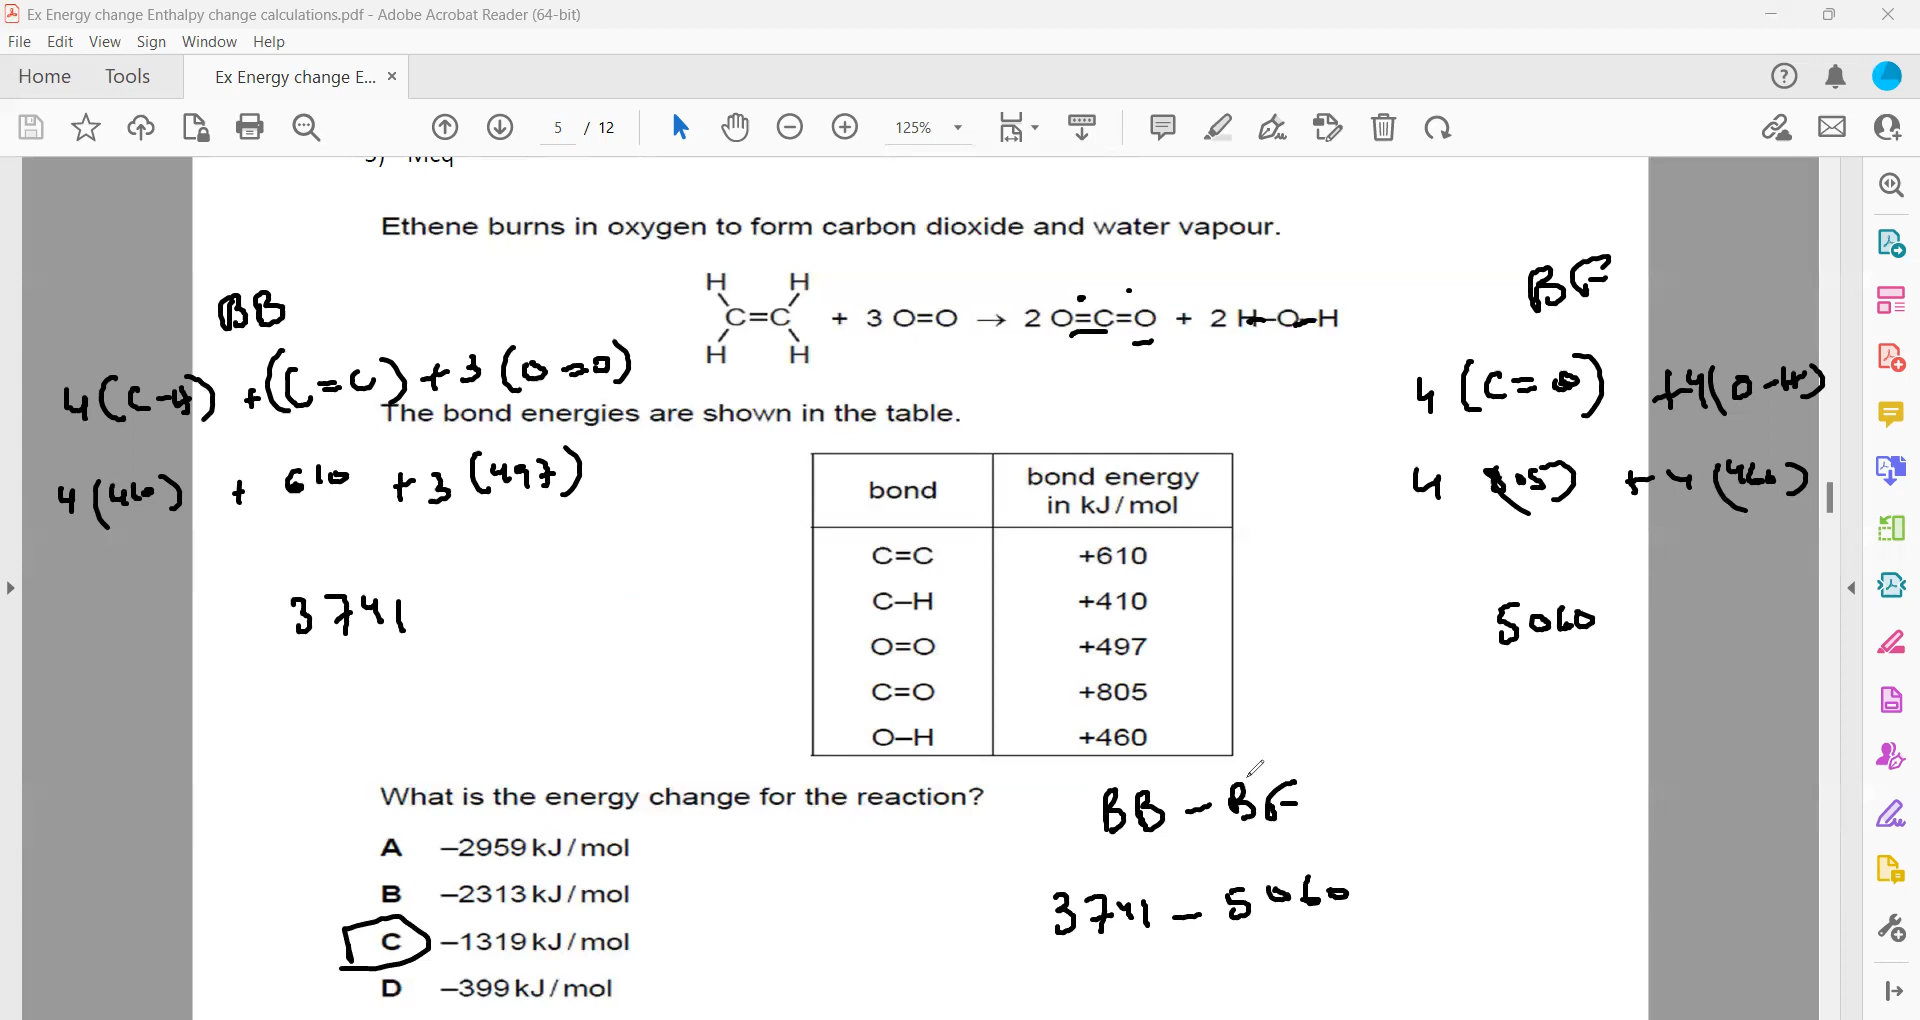 Ex Energy change Enthalpy change calculations.pdf - Adobe Acrobat Reader (64-bit)
File Edit View Sign Window Help
Home Tools Ex Energy change E... ×
5 / 12 125%
Ethene burns in oxygen to form carbon dioxide and water vapour.
BB
BF
H H
C=C + 3 O=O → 2 O=C=O + 2 H–O–H
H H
4(C-H) + (C=C) + 3(O=O)
4(C=O) + 4(O-H)
The bond energies are shown in the table.
4(460) + 610 + 3(497)
4(805) + 4(460)
bond bond energy in kJ / mol
C=C +610
C–H +410
O=O +497
C=O +805
O–H +460
3741
5060
What is the energy change for the reaction?
BB - BF
A –2959 kJ / mol
B –2313 kJ / mol
3741 - 5060
C –1319 kJ / mol
D –399 kJ / mol